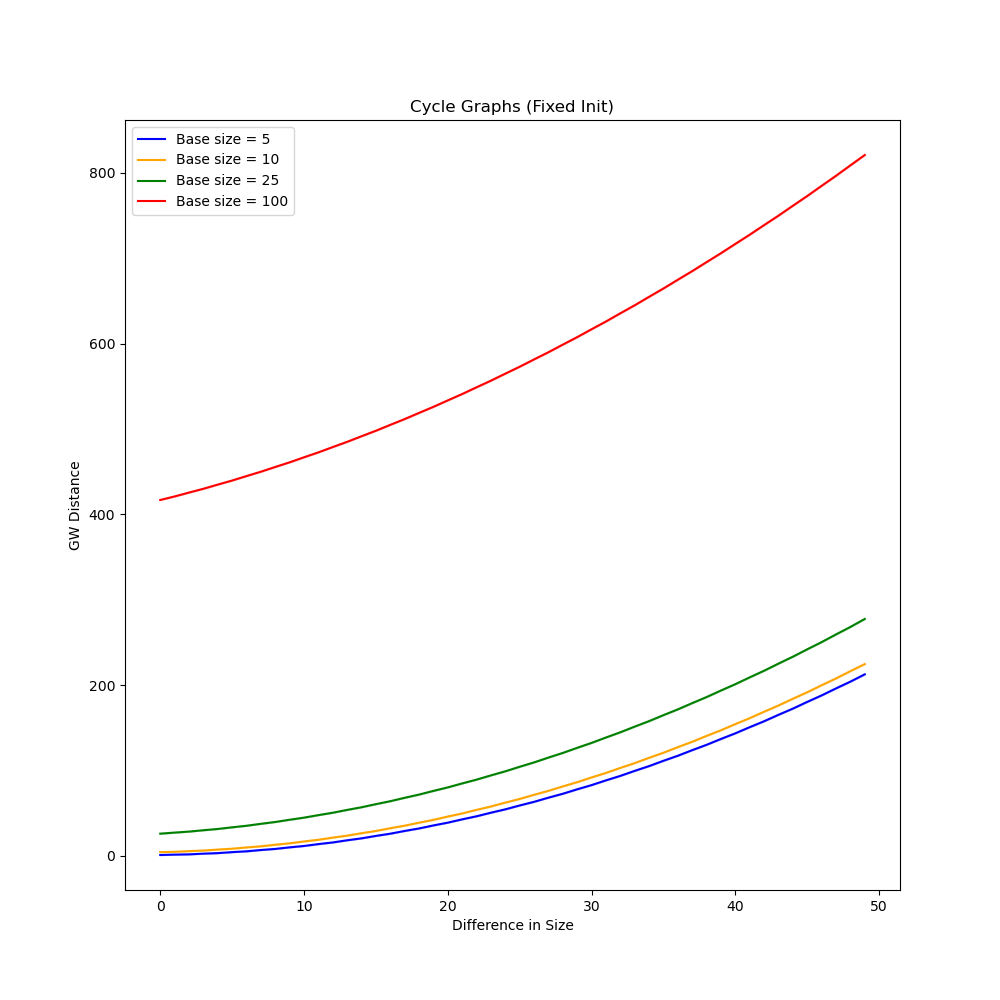 Cycle Graphs (Fixed Init)
Base size = 5
Base size = 10
Base size = 25
Base size = 100
800
600
400
200
0
GW Distance
0 10 20 30 40 50
Difference in Size